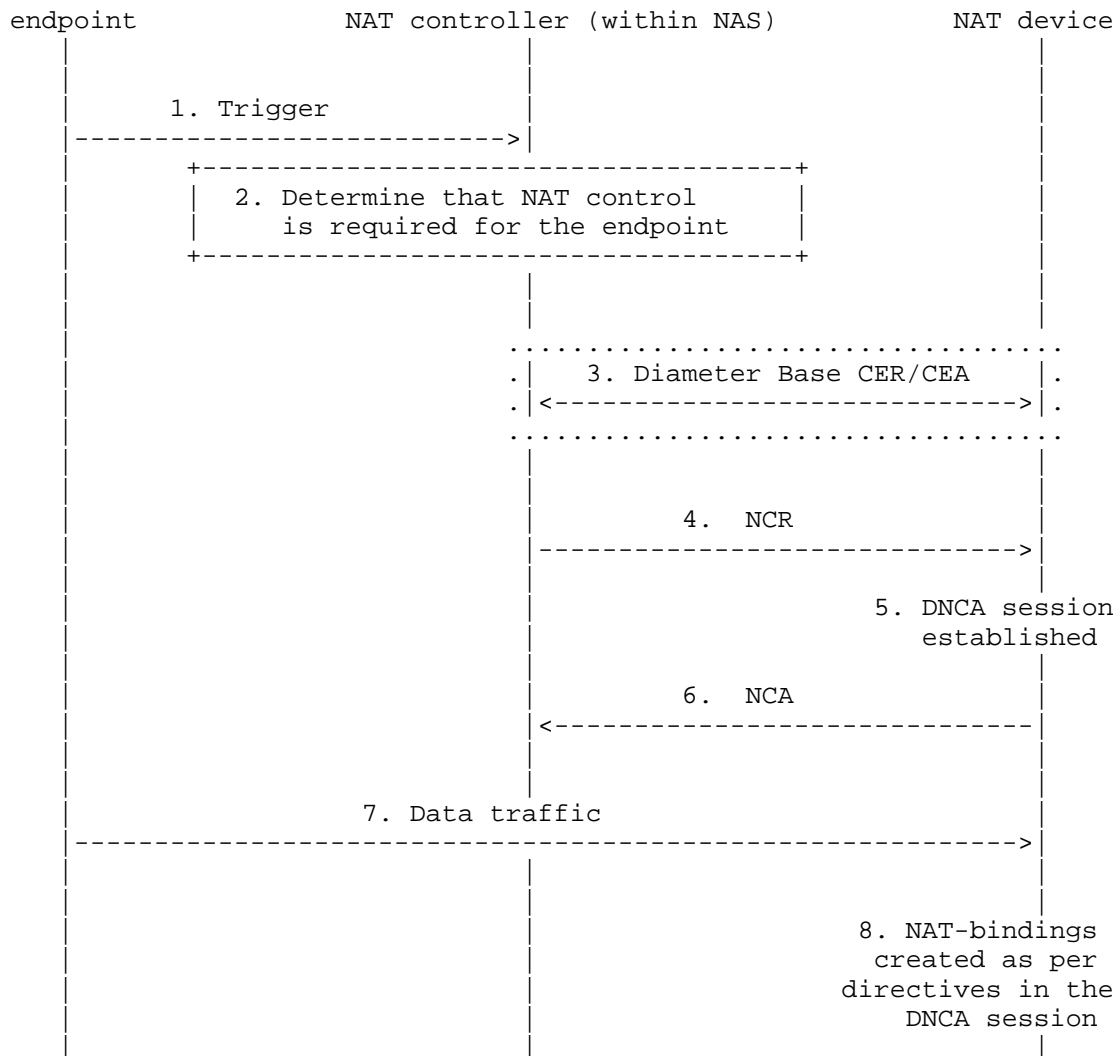 endpoint NAT controller (within NAS) NAT device
1. Trigger
2. Determine that NAT control
is required for the endpoint
3. Diameter Base CER/CEA
4. NCR
5. DNCA session
established
6. NCA
7. Data traffic
8. NAT-bindings
created as per
directives in the
DNCA session